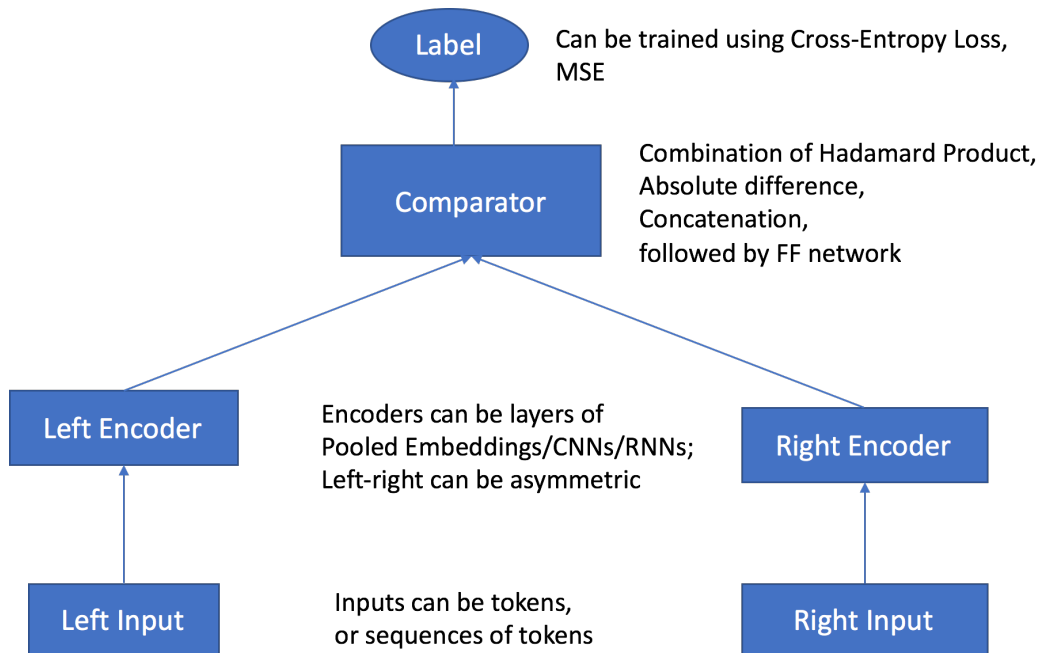 Label
Can be trained using Cross-Entropy Loss,
MSE
Comparator
Combination of Hadamard Product,
Absolute difference,
Concatenation,
followed by FF network
Left Encoder
Encoders can be layers of
Pooled Embeddings/CNNs/RNNs;
Left-right can be asymmetric
Right Encoder
Left Input
Inputs can be tokens,
or sequences of tokens
Right Input